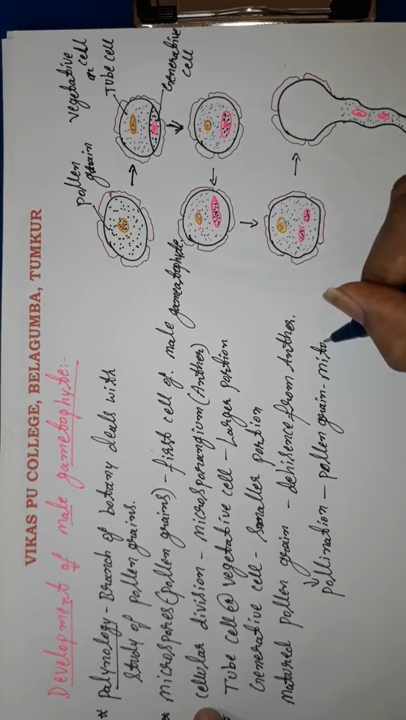 VIKAS PU COLLEGE, BELAGUMBA, TUMKUR
Development of male gametophyte:-
* Palynology - Branch of botany deals with
study of pollen grains.
* Microspores (pollen grains) - first cell of male gametophyte
cellular division - microsporangium (Anther)
Tube cell or vegetative cell - Larger portion
Generative cell - smaller portion
Matured pollen grain - dehisence from Anther.
↓
pollination - pollen grain - mito
pollen
grain
vegetative
or cell
Tube cell
Generative
cell